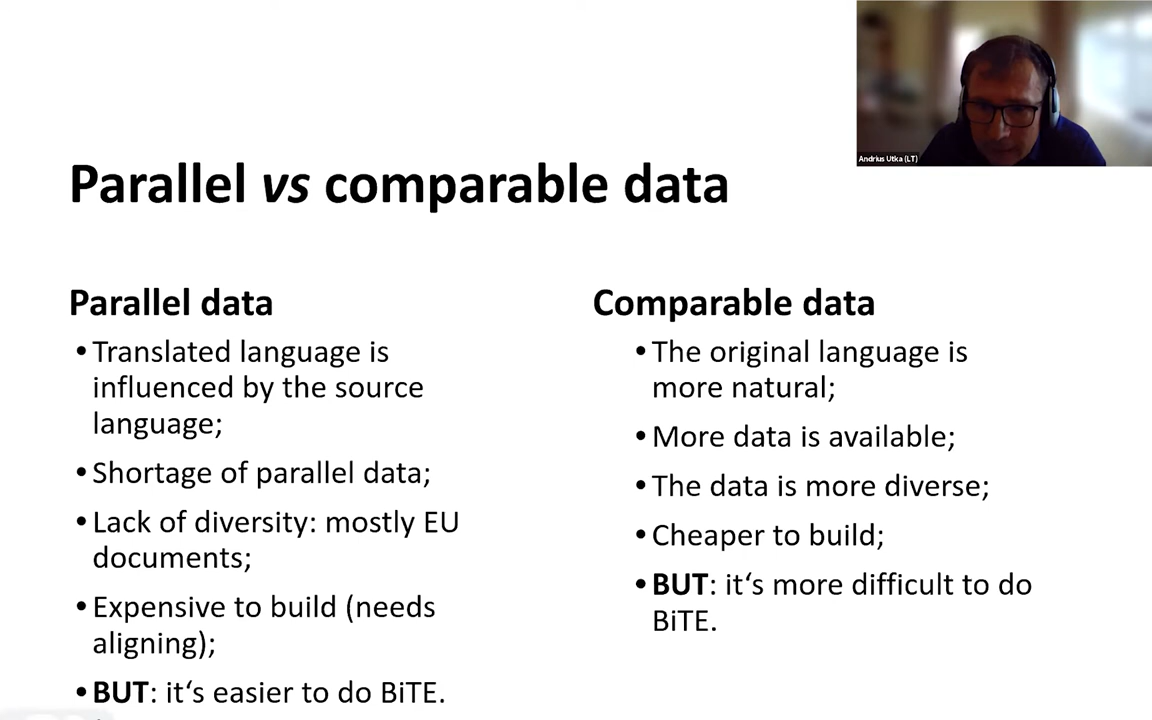 Andrius Utka (LT)
Parallel vs comparable data
Parallel data
•Translated language is
influenced by the source
language;
•Shortage of parallel data;
•Lack of diversity: mostly EU
documents;
•Expensive to build (needs
aligning);
•BUT: it‘s easier to do BiTE.
Comparable data
•The original language is
more natural;
•More data is available;
•The data is more diverse;
•Cheaper to build;
•BUT: it‘s more difficult to do
BiTE.